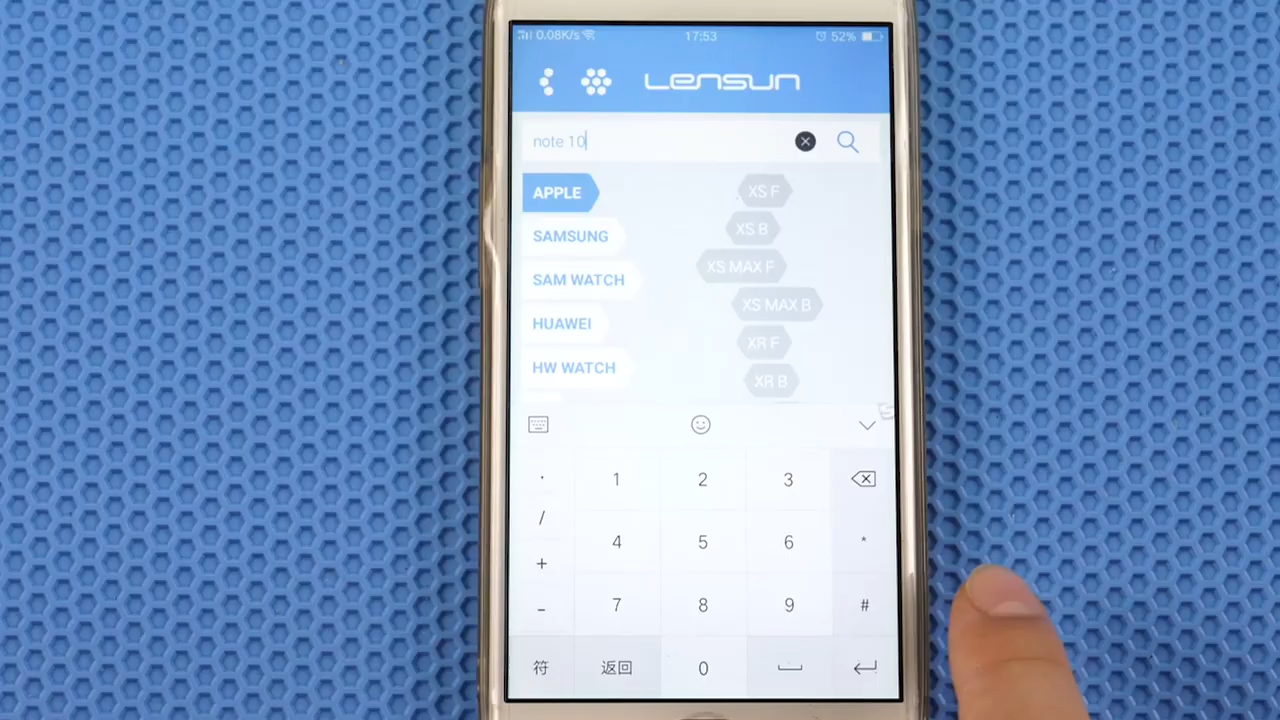 0.08K/s 17:53 52%
Lensun
note 10
APPLE XS F
SAMSUNG XS B
SAM WATCH XS MAX F
HUAWEI XS MAX B
HW WATCH XR F
XR B
. 1 2 3
/ 4 5 6 *
+ 7 8 9 #
-
符 返回 0